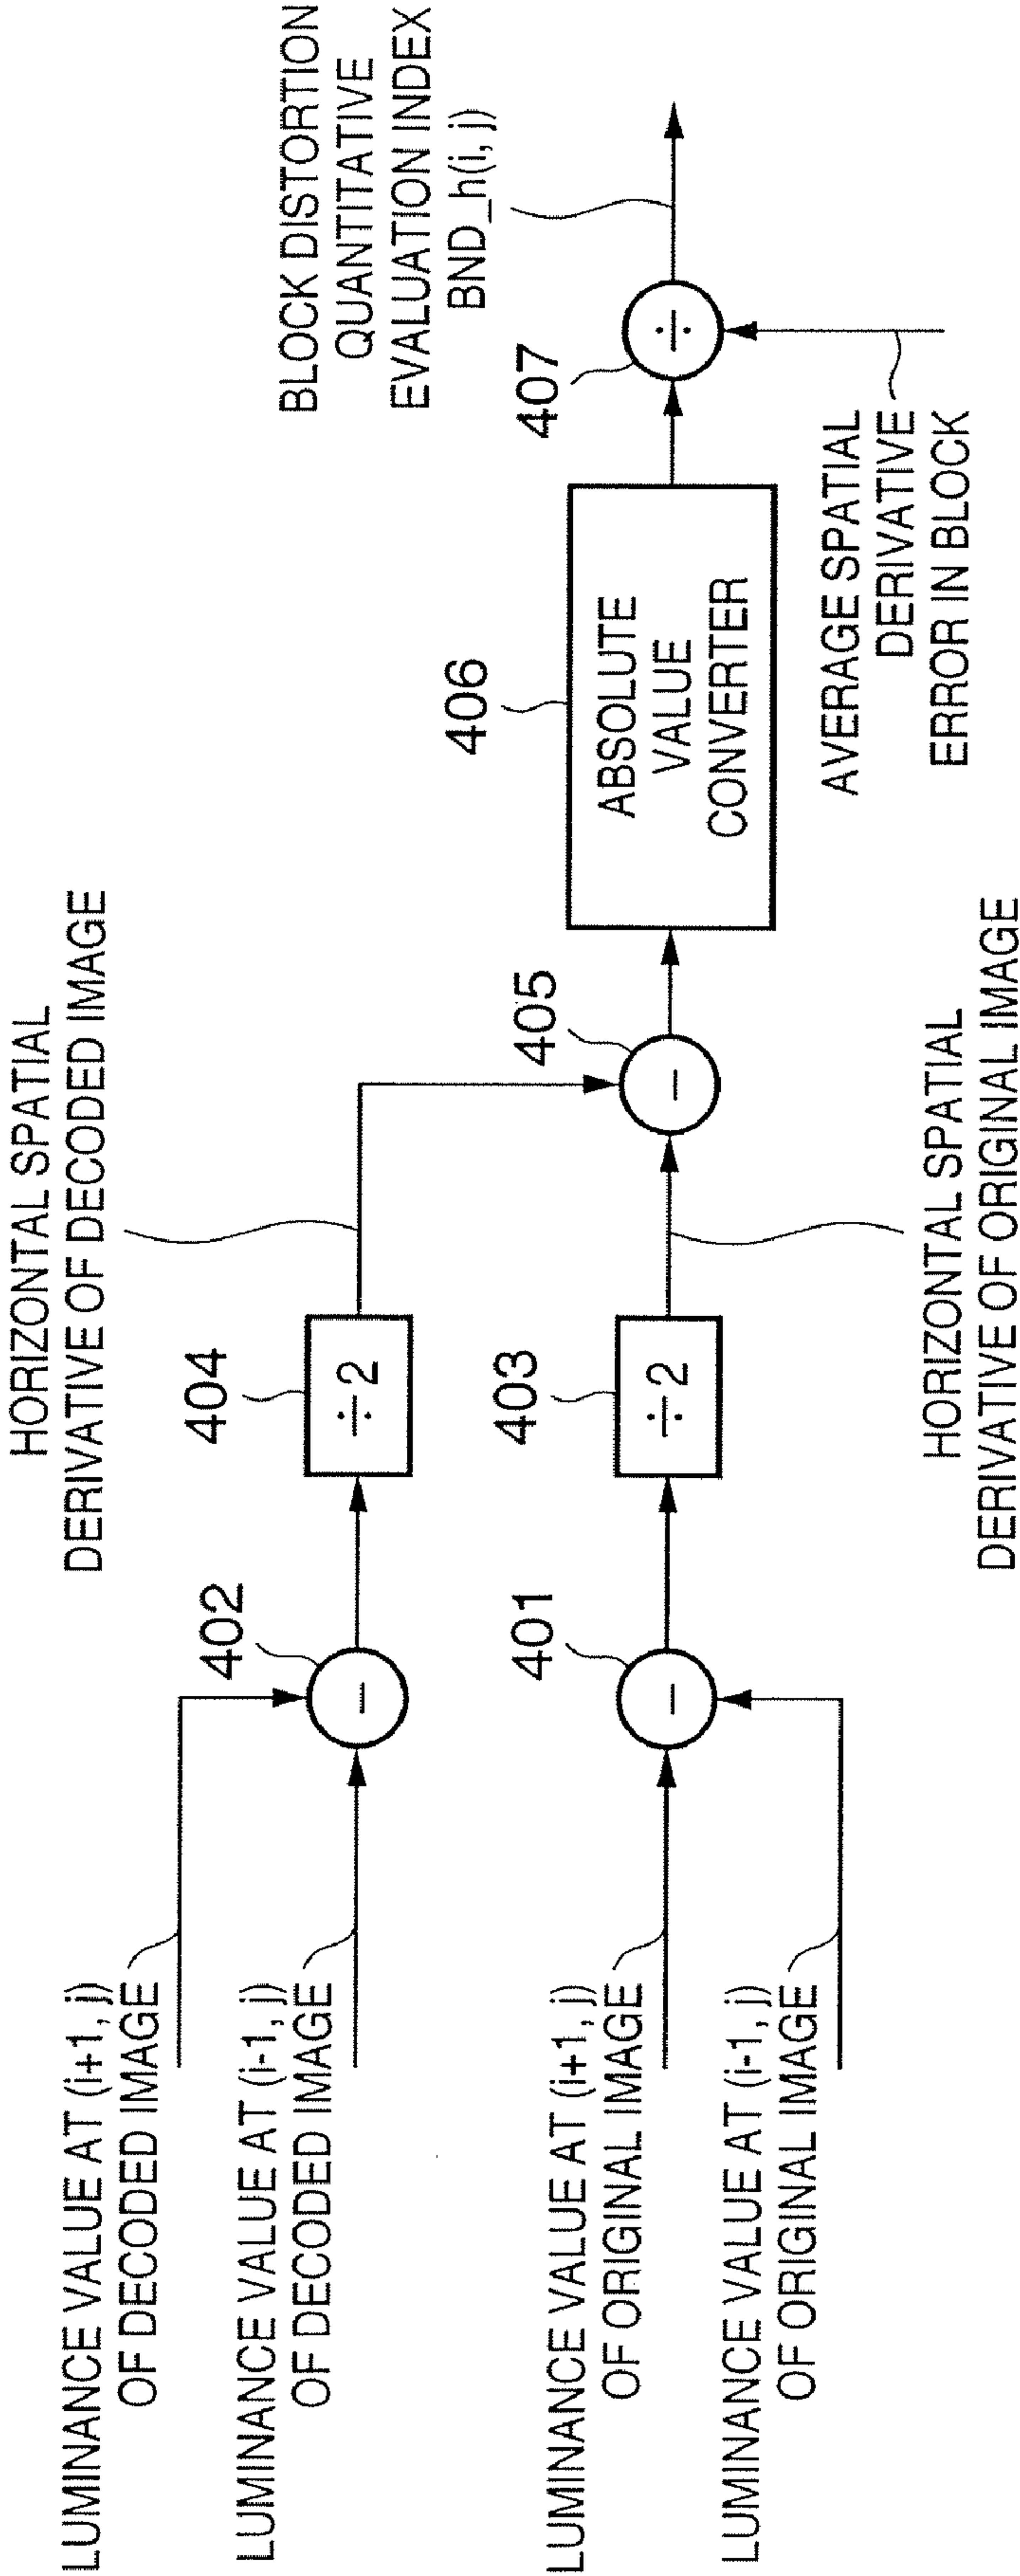 LUMINANCE VALUE AT (i+1, j)
OF DECODED IMAGE
LUMINANCE VALUE AT (i-1, j)
OF DECODED IMAGE
LUMINANCE VALUE AT (i+1, j)
OF ORIGINAL IMAGE
LUMINANCE VALUE AT (i-1, j)
OF ORIGINAL IMAGE
402
−
401
−
404
÷2
403
÷2
HORIZONTAL SPATIAL
DERIVATIVE OF DECODED IMAGE
HORIZONTAL SPATIAL
DERIVATIVE OF ORIGINAL IMAGE
405
−
406
ABSOLUTE
VALUE
CONVERTER
407
÷
AVERAGE SPATIAL
DERIVATIVE
ERROR IN BLOCK
BLOCK DISTORTION
QUANTITATIVE
EVALUATION INDEX
BND_h(i, j)